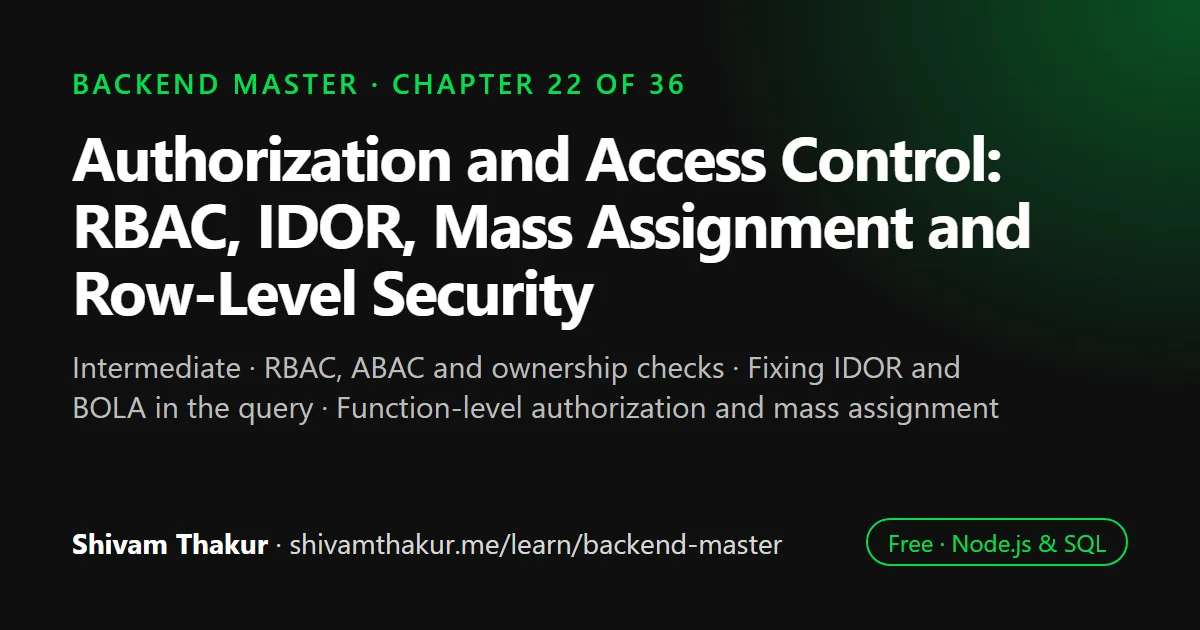 BACKEND MASTER · CHAPTER 22 OF 36
Authorization and Access Control:
RBAC, IDOR, Mass Assignment and
Row-Level Security
Intermediate · RBAC, ABAC and ownership checks · Fixing IDOR and
BOLA in the query · Function-level authorization and mass assignment
Shivam Thakur · shivamthakur.me/learn/backend-master
Free · Node.js & SQL